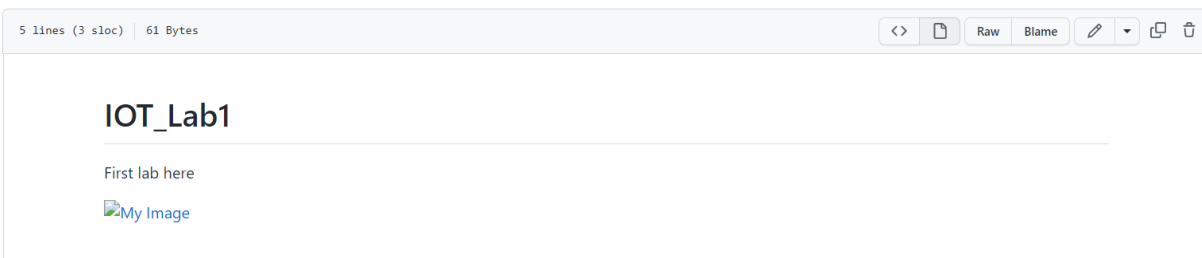 5 lines (3 sloc) 61 Bytes Raw Blame
IOT_Lab1
First lab here
My Image